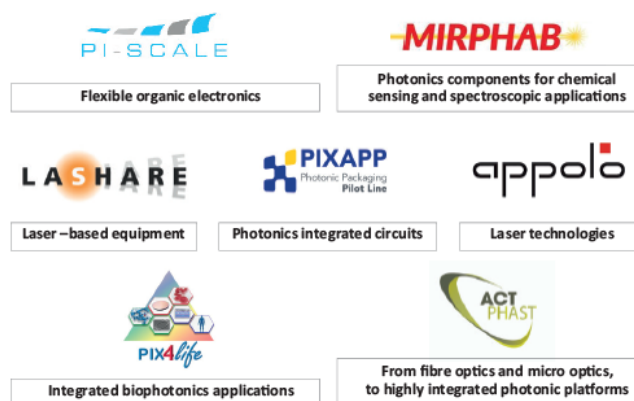 PI-SCALE
MIRPHAB
Flexible organic electronics
Photonics components for chemical
sensing and spectroscopic applications
LASHARE
PIXAPP
Photonic Packaging
Pilot Line
appolo
Laser –based equipment
Photonics integrated circuits
Laser technologies
PIX4life
ACT
PHAST
Integrated biophotonics applications
From fibre optics and micro optics,
to highly integrated photonic platforms